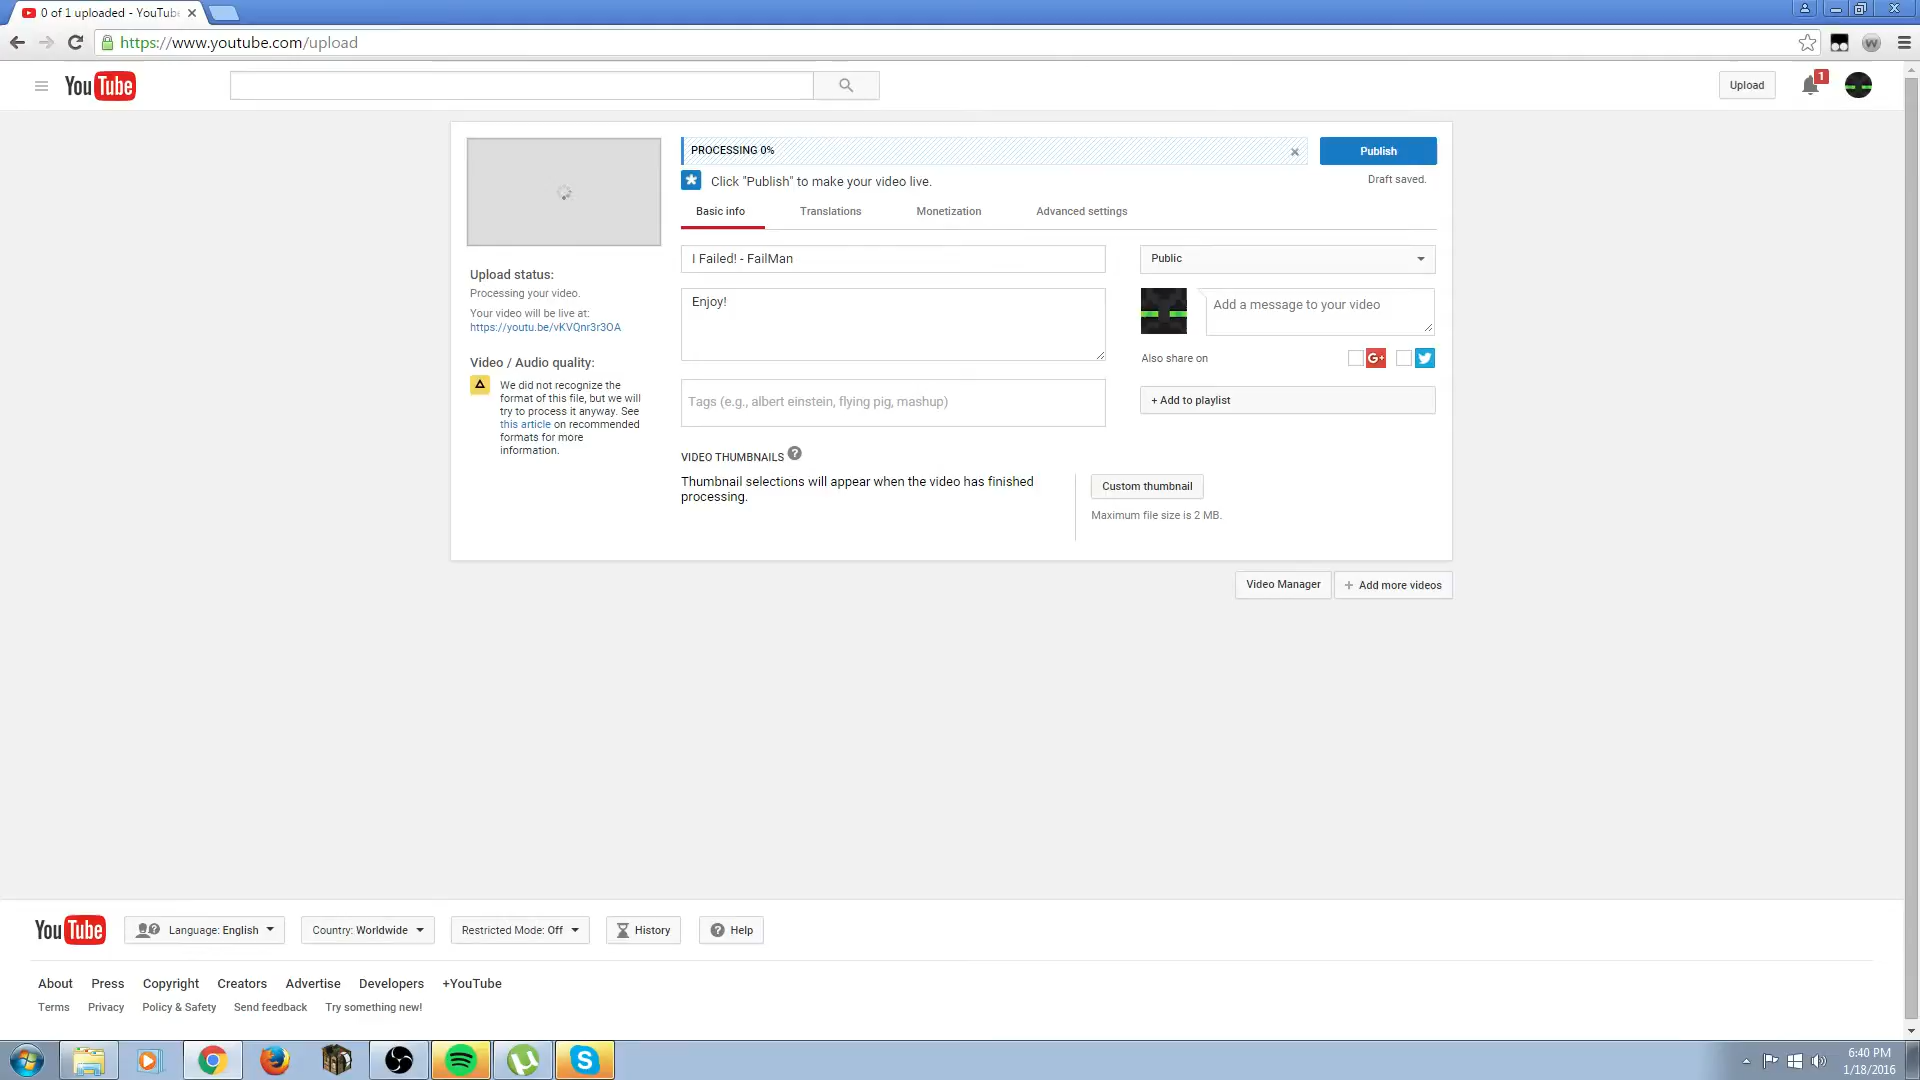 0 of 1 uploaded - YouTube
https://www.youtube.com/upload
YouTube
Upload
1
PROCESSING 0%
Publish
Click "Publish" to make your video live.
Draft saved.
Basic info
Translations
Monetization
Advanced settings
I Failed! - FailMan
Public
Enjoy!
Add a message to your video
Upload status:
Processing your video.
Your video will be live at:
https://youtu.be/vKVQnr3r3OA
Also share on
G+
Video / Audio quality:
We did not recognize the
format of this file, but we will
try to process it anyway. See
this article on recommended
formats for more
information.
Tags (e.g., albert einstein, flying pig, mashup)
+ Add to playlist
VIDEO THUMBNAILS ?
Thumbnail selections will appear when the video has finished
processing.
Custom thumbnail
Maximum file size is 2 MB.
Video Manager
+ Add more videos
YouTube
Language: English
Country: Worldwide
Restricted Mode: Off
History
Help
About
Press
Copyright
Creators
Advertise
Developers
+YouTube
Terms
Privacy
Policy & Safety
Send feedback
Try something new!
6:40 PM
1/18/2016